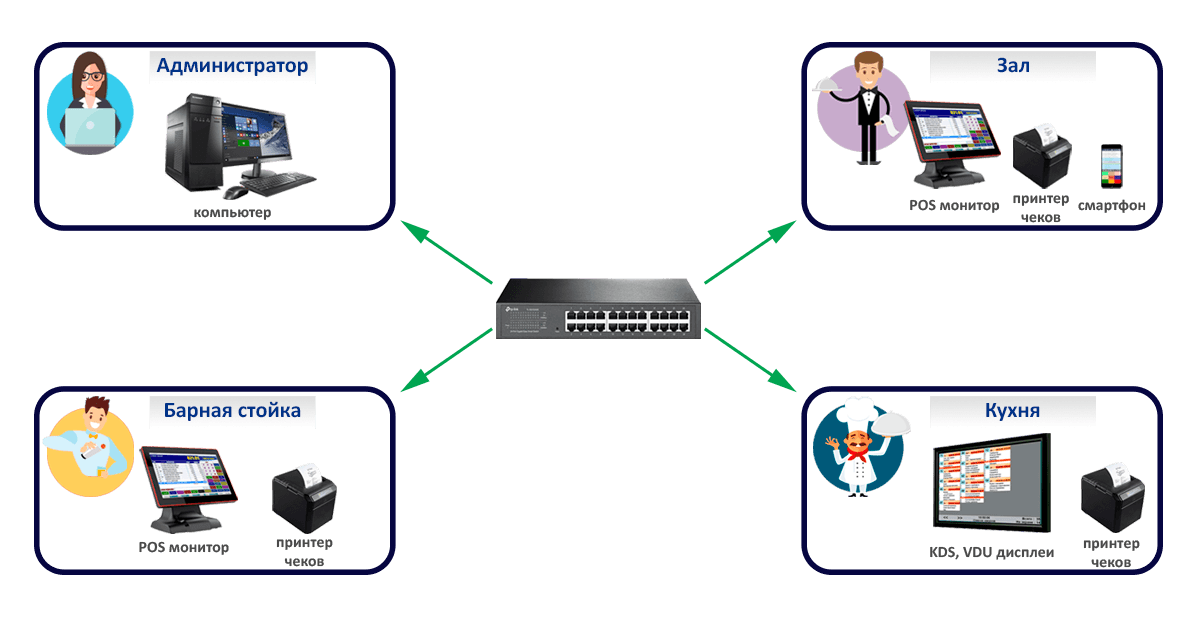 Администратор
компьютер
Зал
POS монитор
принтер
чеков
смартфон
Барная стойка
POS монитор
принтер
чеков
Кухня
KDS, VDU дисплеи
принтер
чеков